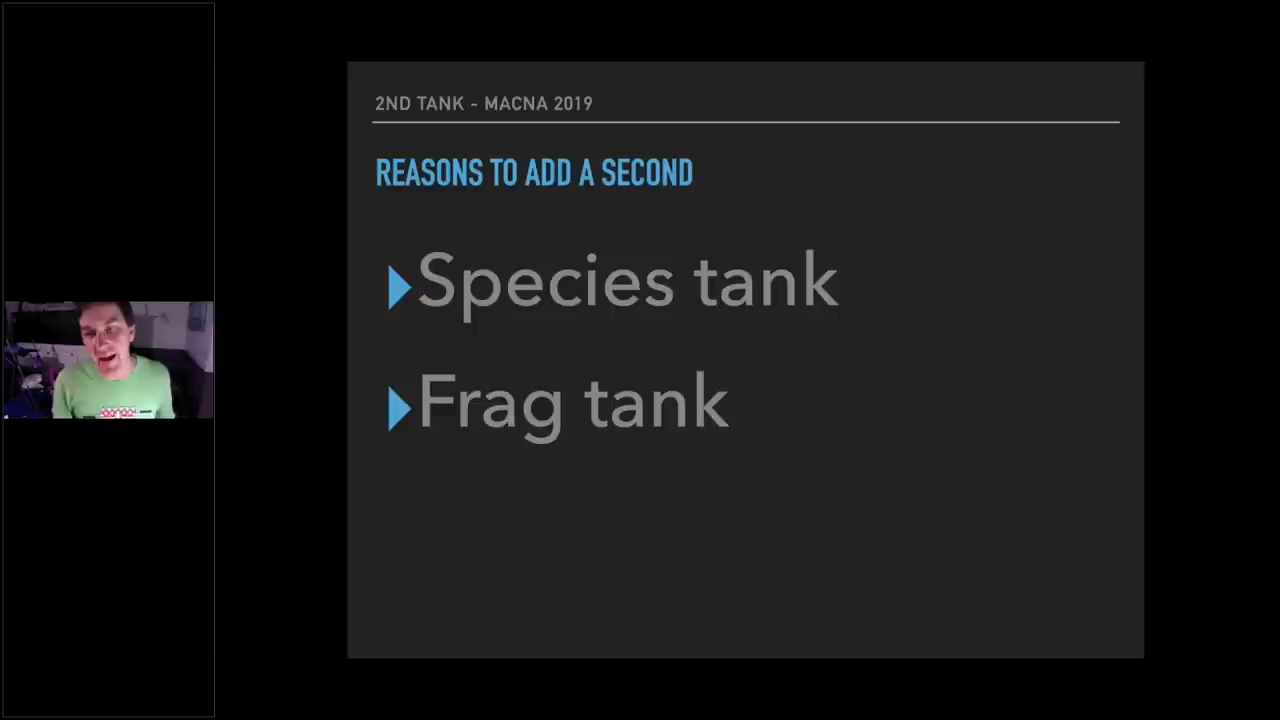 2ND TANK - MACNA 2019
REASONS TO ADD A SECOND
Species tank
Frag tank